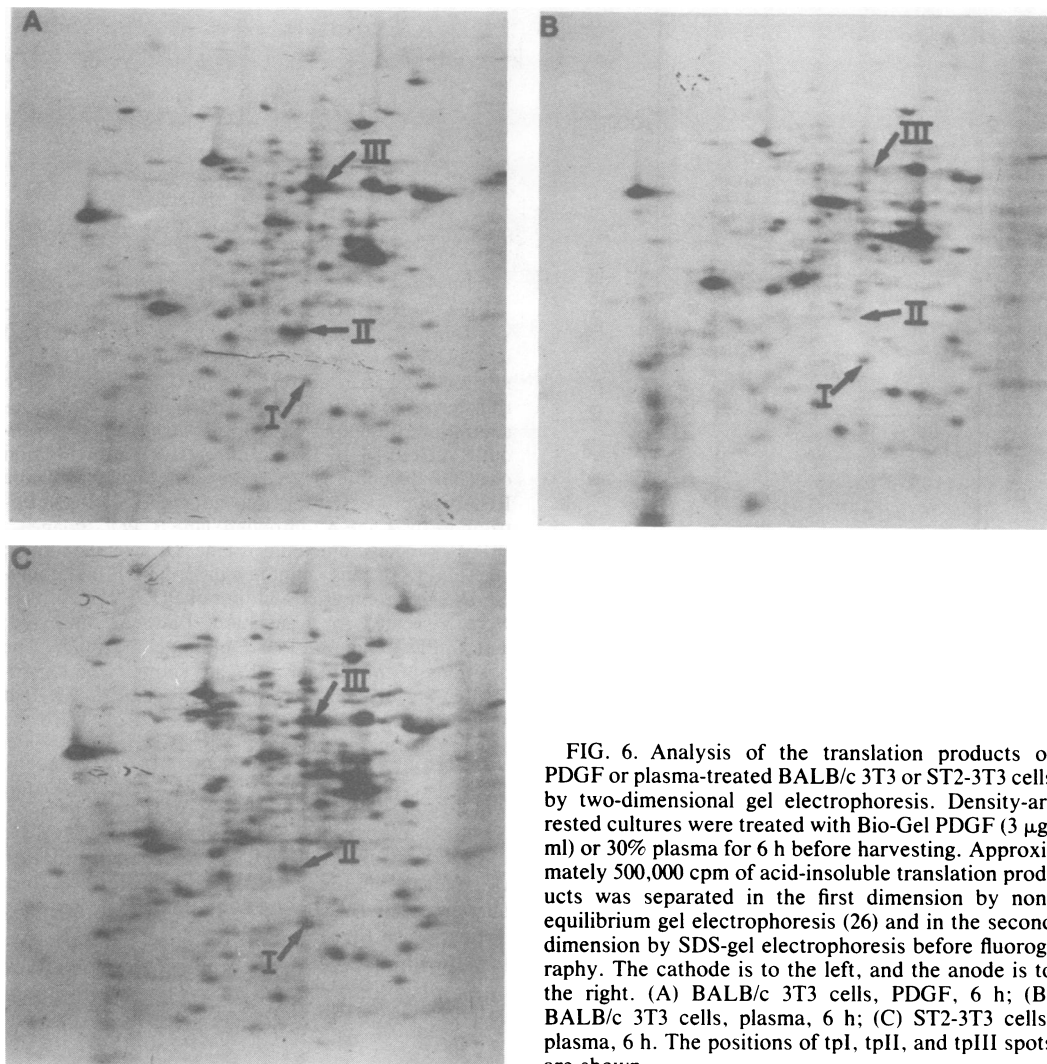 A
III
II
I
B
III
II
I
C
III
II
I
FIG. 6. Analysis of the translation products o
PDGF or plasma-treated BALB/c 3T3 or ST2-3T3 cells
by two-dimensional gel electrophoresis. Density-ar
rested cultures were treated with Bio-Gel PDGF (3 μg
ml) or 30% plasma for 6 h before harvesting. Approxi
mately 500,000 cpm of acid-insoluble translation prod
ucts was separated in the first dimension by non
equilibrium gel electrophoresis (26) and in the second
dimension by SDS-gel electrophoresis before fluorog
raphy. The cathode is to the left, and the anode is to
the right. (A) BALB/c 3T3 cells, PDGF, 6 h; (B
BALB/c 3T3 cells, plasma, 6 h; (C) ST2-3T3 cells
plasma, 6 h. The positions of tpI, tpII, and tpIII spots